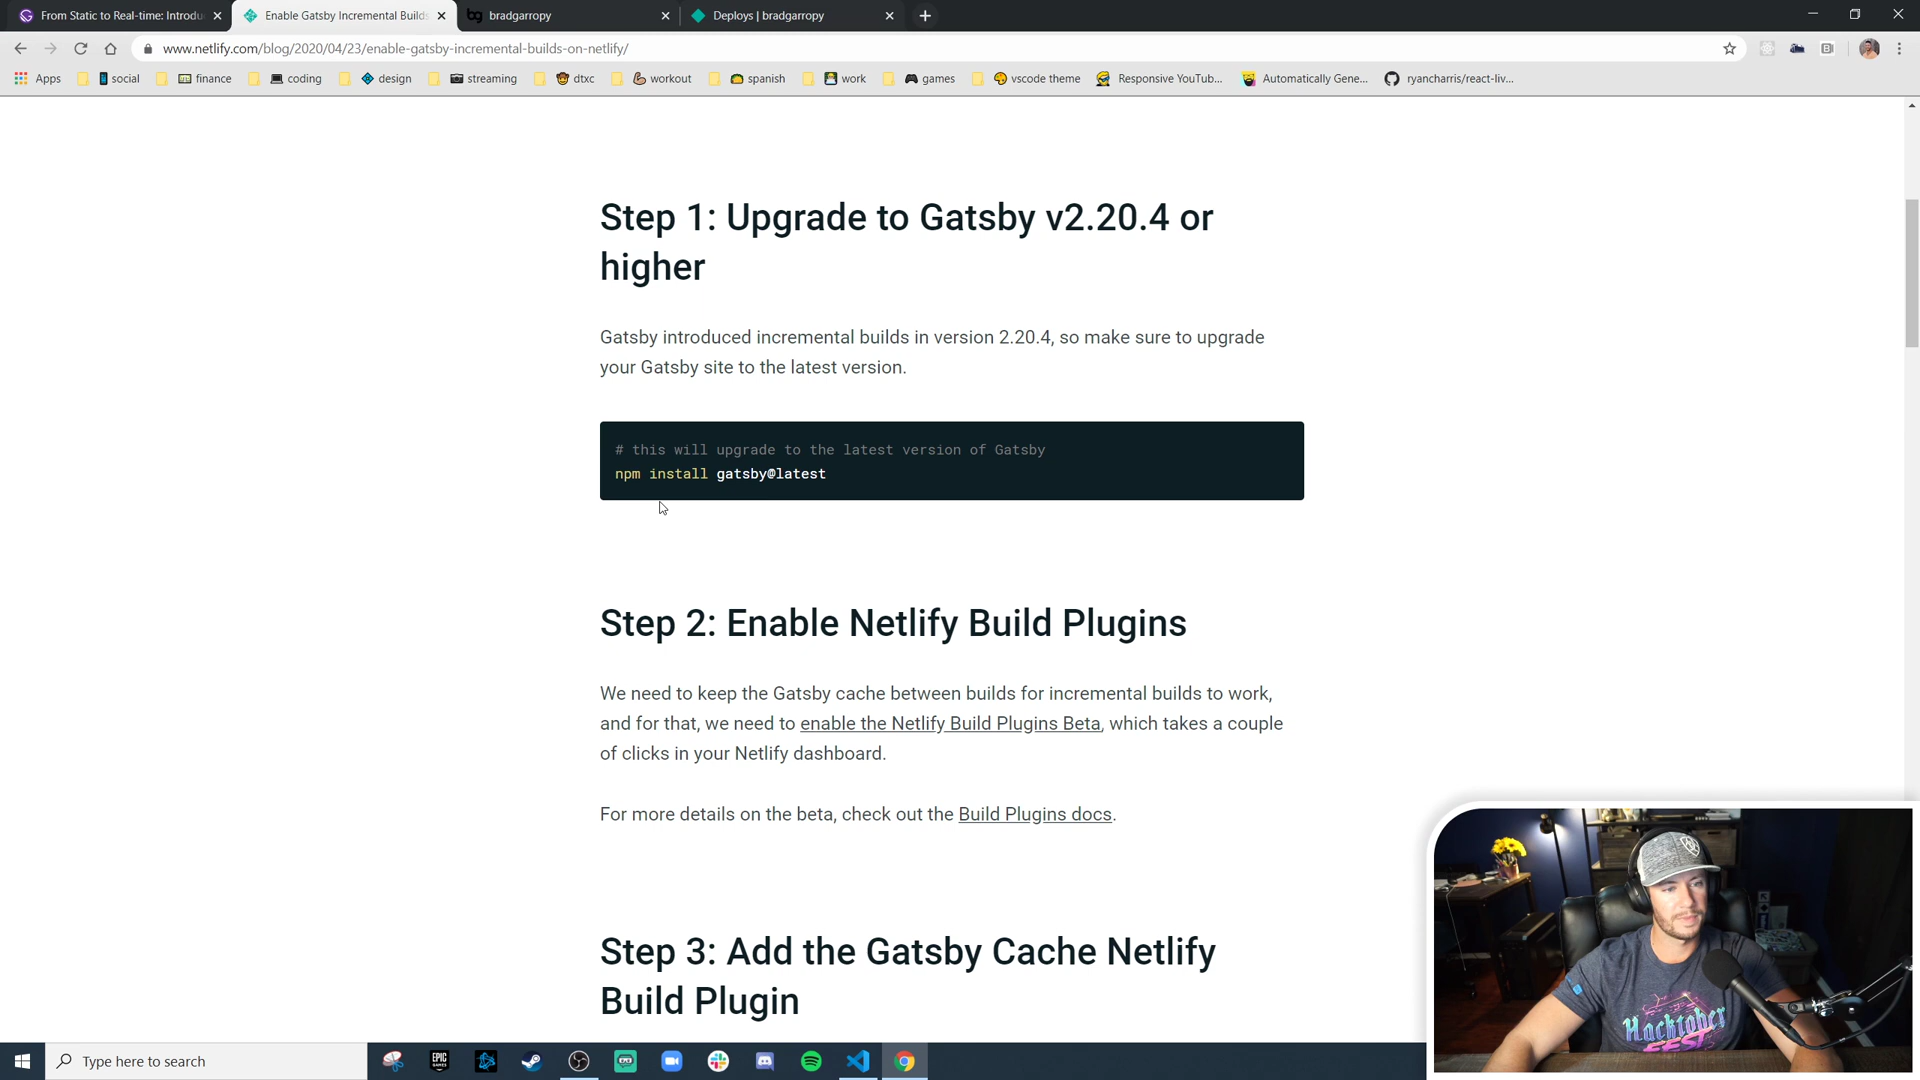 From Static to Real-time: Introdu
Enable Gatsby Incremental Builds
bg bradgarropy
Deploys | bradgarropy
www.netlify.com/blog/2020/04/23/enable-gatsby-incremental-builds-on-netlify/
Apps social finance coding design streaming dtxc workout spanish work games vscode theme Responsive YouTub... Automatically Gene... ryancharris/react-liv...
Step 1: Upgrade to Gatsby v2.20.4 or
higher
Gatsby introduced incremental builds in version 2.20.4, so make sure to upgrade
your Gatsby site to the latest version.
# this will upgrade to the latest version of Gatsby
npm install gatsby@latest
Step 2: Enable Netlify Build Plugins
We need to keep the Gatsby cache between builds for incremental builds to work,
and for that, we need to enable the Netlify Build Plugins Beta, which takes a couple
of clicks in your Netlify dashboard.
For more details on the beta, check out the Build Plugins docs.
Step 3: Add the Gatsby Cache Netlify
Build Plugin
Hacktober
FEST
Type here to search
EPIC
GAMES